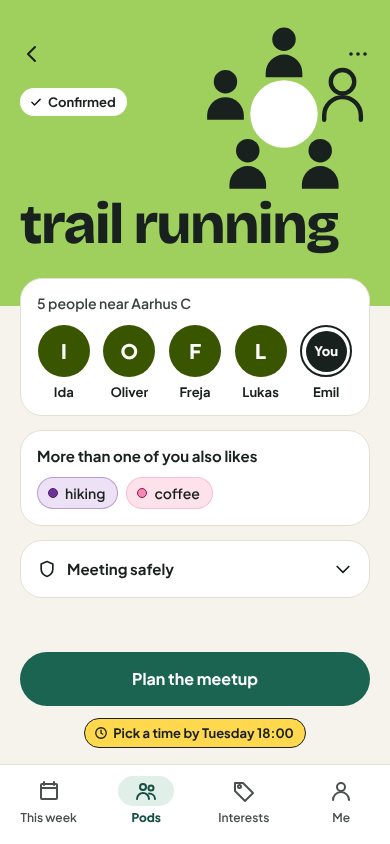 Confirmed
trail running
5 people near Aarhus C
I O F L You
Ida Oliver Freja Lukas Emil
More than one of you also likes
hiking coffee
Meeting safely
Plan the meetup
Pick a time by Tuesday 18:00
This week Pods Interests Me